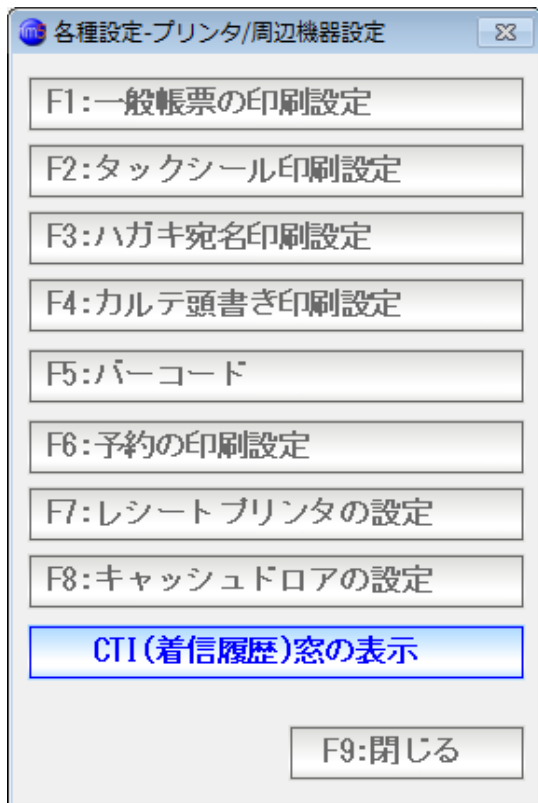 各種設定-プリンタ/周辺機器設定
F1:一般帳票の印刷設定
F2:タックシール印刷設定
F3:ハガキ宛名印刷設定
F4:カルテ頭書き印刷設定
F5:バーコード
F6:予約の印刷設定
F7:レシートプリンタの設定
F8:キャッシュドロアの設定
CTI(着信履歴)窓の表示
F9:閉じる